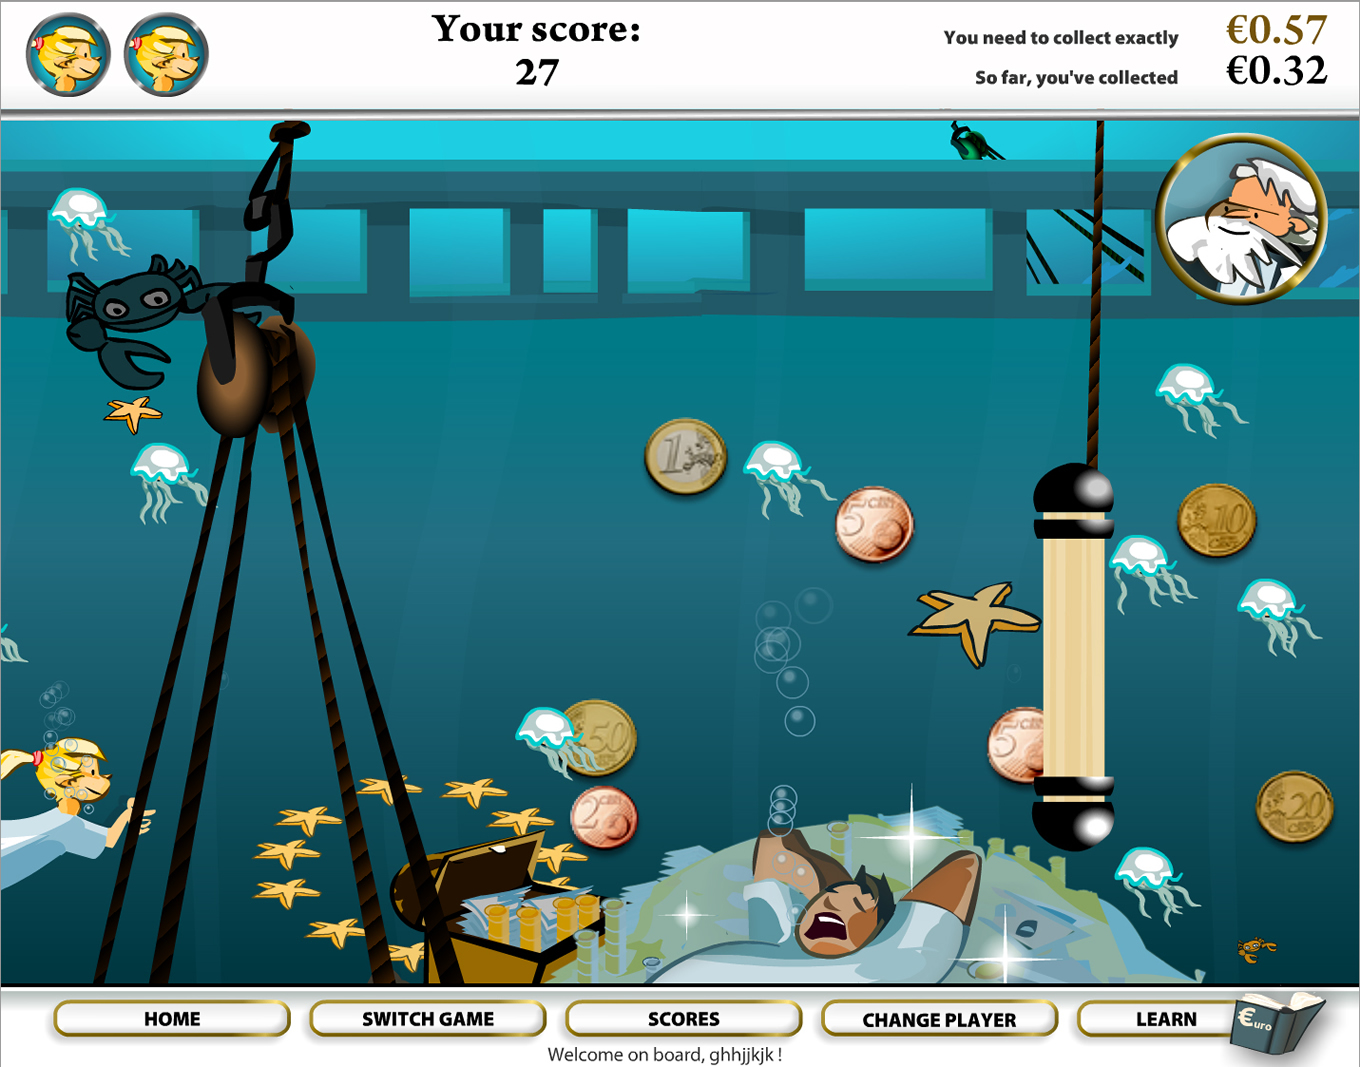 Your score:
27
You need to collect exactly €0.57
So far, you've collected €0.32
1
5
10
50
5
2
20
HOME
SWITCH GAME
SCORES
CHANGE PLAYER
LEARN
€uro
Welcome on board, ghhjjkjk !